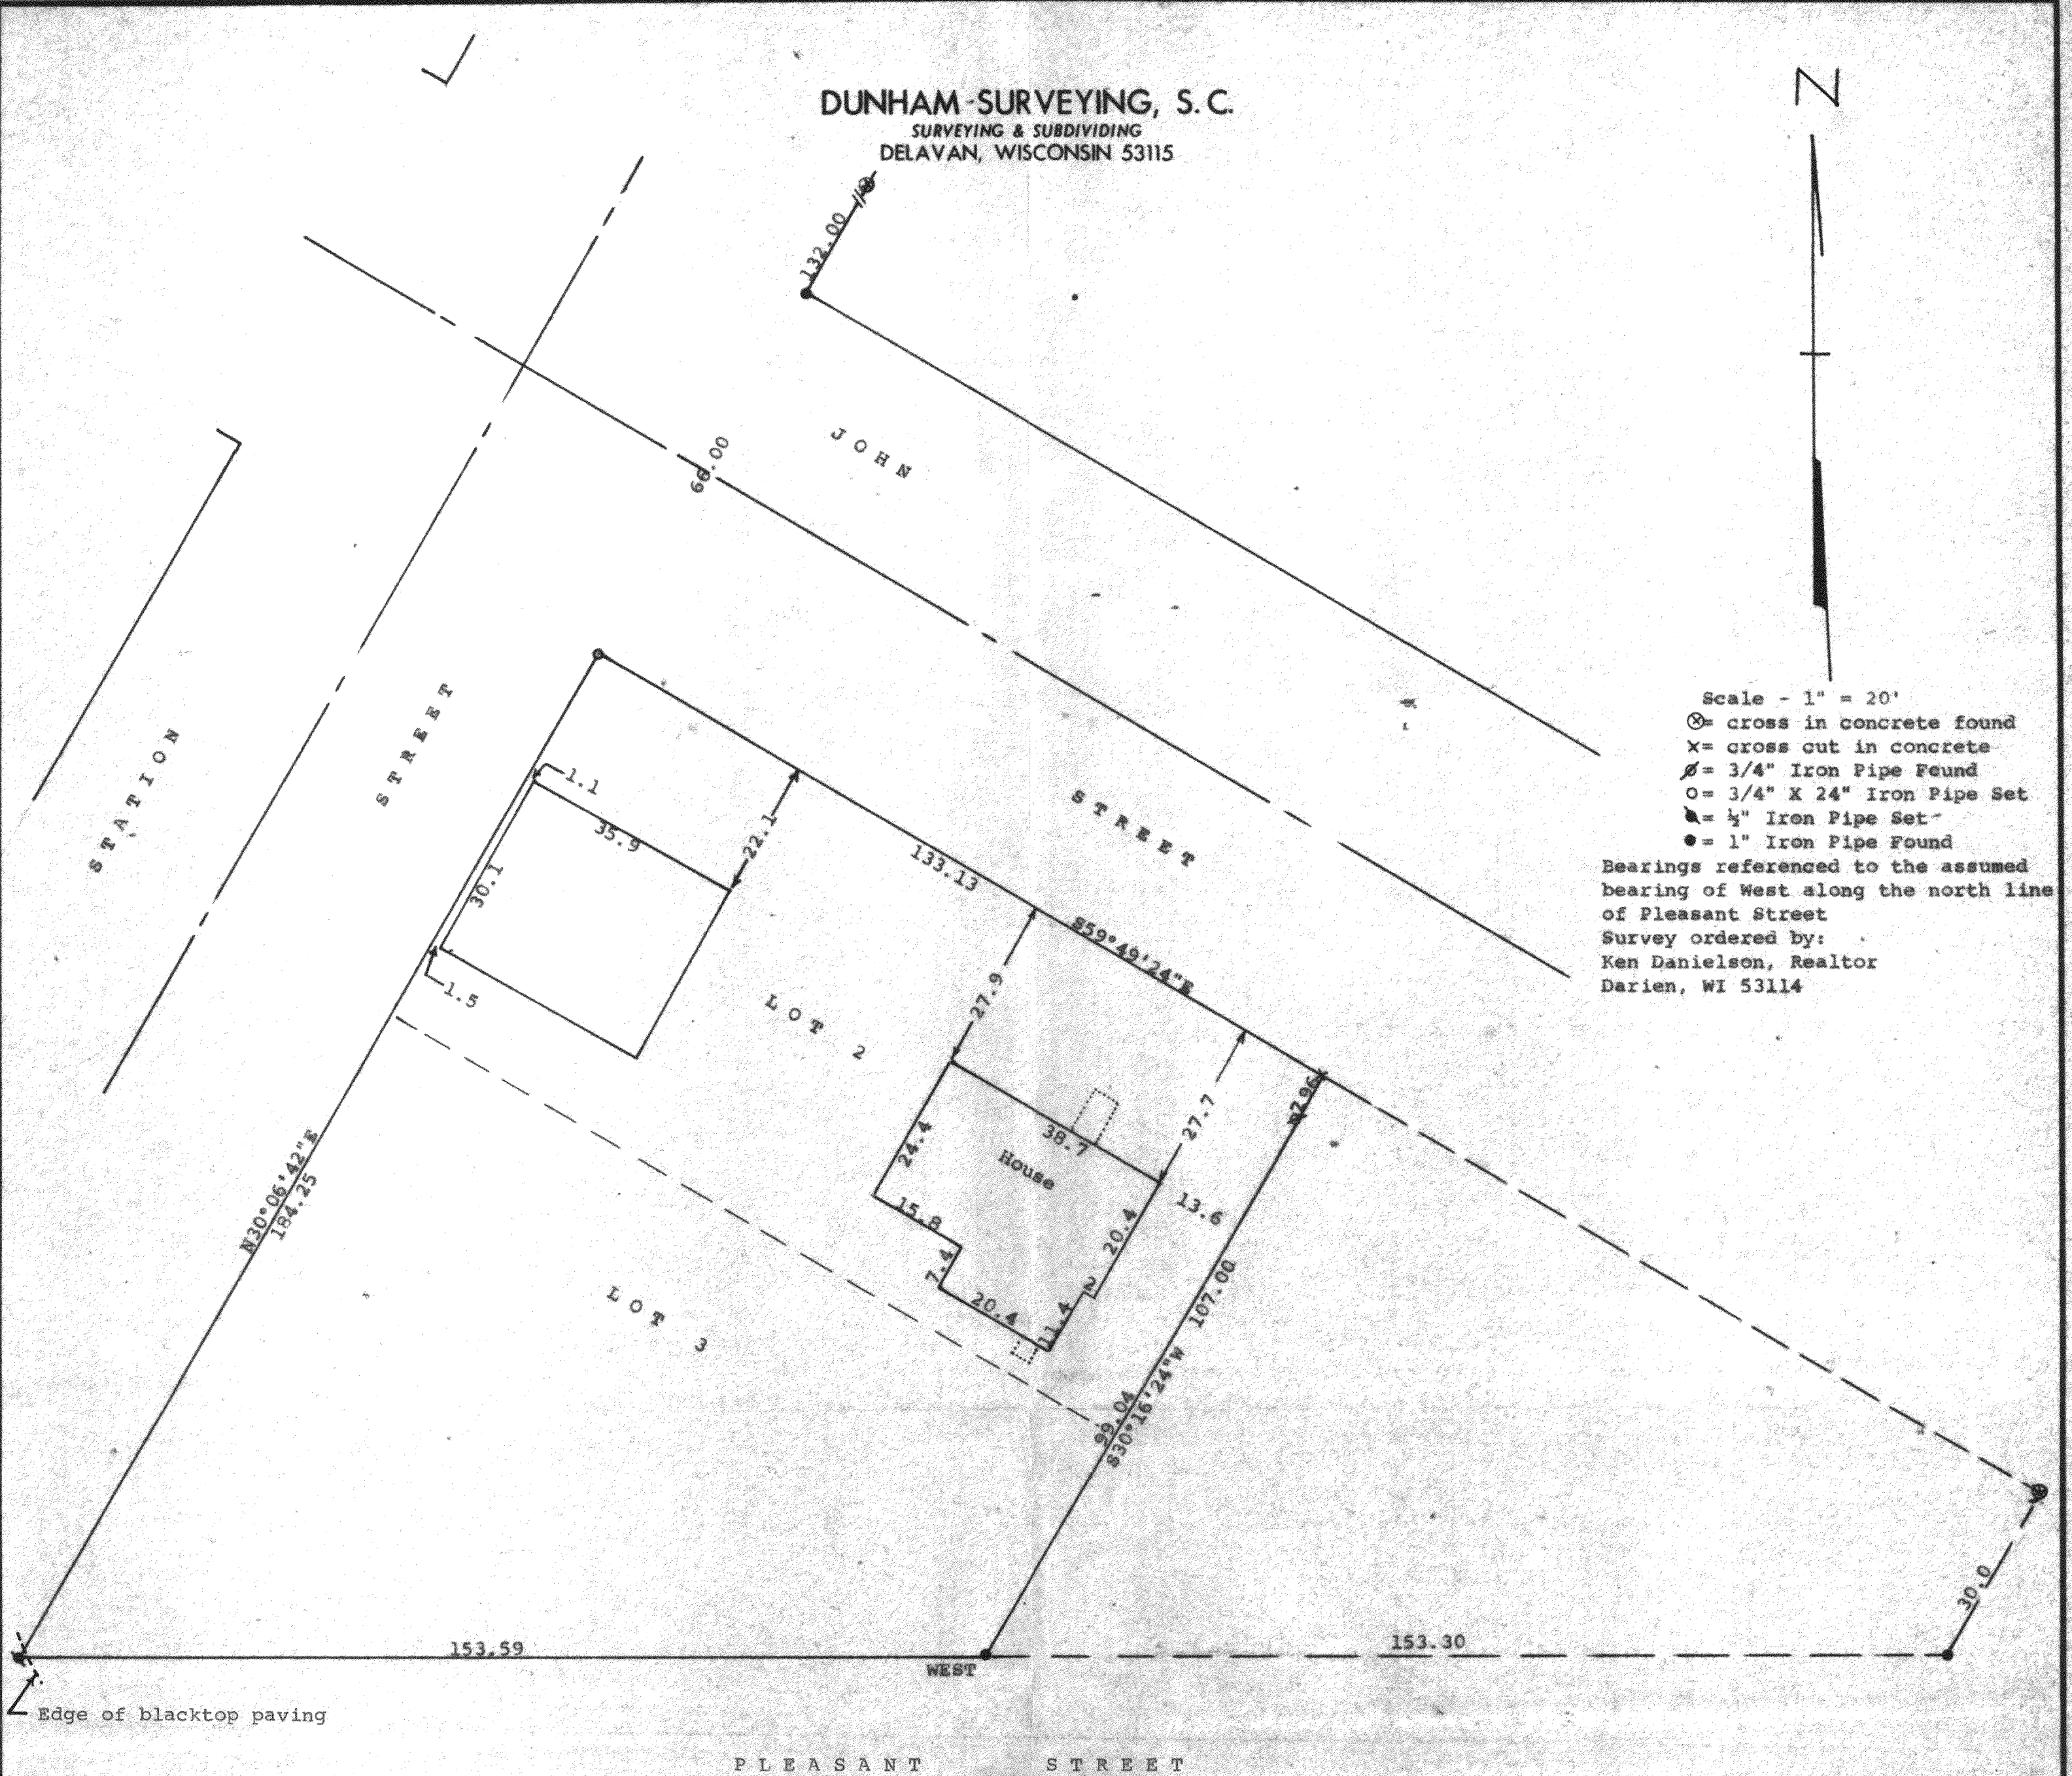 DUNHAM SURVEYING, S.C.
SURVEYING & SUBDIVIDING
DELAVAN, WISCONSIN 53115
N
132.00
JOHN
66.00
STREET
STATION
STREET
Scale - 1" = 20'
⊗= cross in concrete found
×= cross cut in concrete
ø= 3/4" Iron Pipe Found
o= 3/4" X 24" Iron Pipe Set
= ½" Iron Pipe Set
●= 1" Iron Pipe Found
Bearings referenced to the assumed
bearing of West along the north line
of Pleasant Street
Survey ordered by:
Ken Danielson, Realtor
Darien, WI 53114
1.1
35.9
22.1
30.1
1.5
133.13
S59°49'24"E
27.9
LOT 2
27.7
7.96
24.4
38.7
House
13.6
15.8
20.4
7.4
2
20.4
11.4
107.00
99.04
S30°16'24"W
N30°06'42"E
184.25
LOT 3
30.0
153.59
WEST
153.30
Edge of blacktop paving
PLEASANT STREET